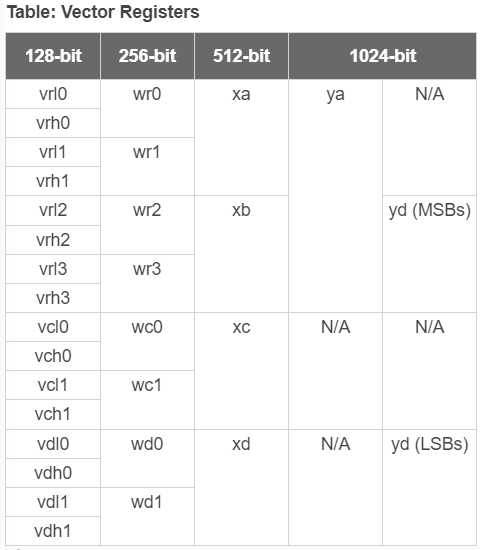 Table: Vector Registers
128-bit 256-bit 512-bit 1024-bit
vrl0 wr0 xa ya N/A
vrh0
vrl1 wr1
vrh1
vrl2 wr2 xb yd (MSBs)
vrh2
vrl3 wr3
vrh3
vcl0 wc0 xc N/A N/A
vch0
vcl1 wc1
vch1
vdl0 wd0 xd N/A yd (LSBs)
vdh0
vdl1 wd1
vdh1